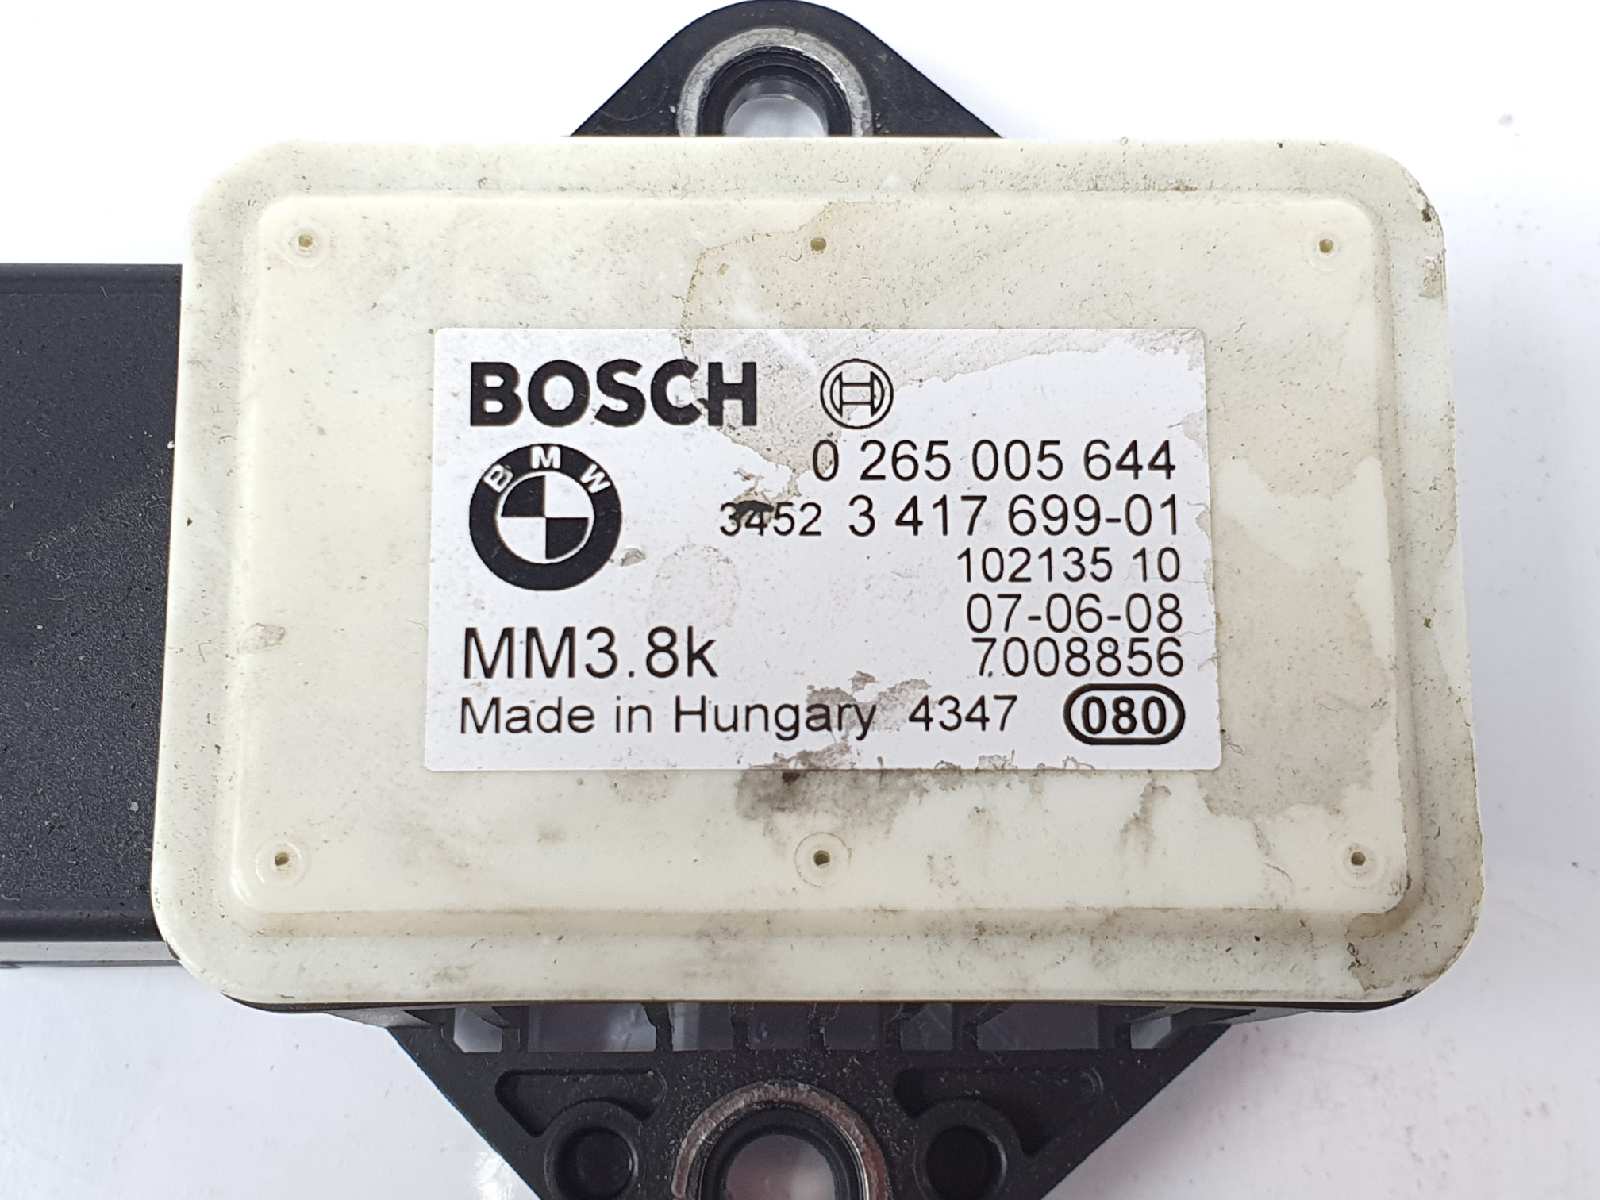 BOSCH
BMW
0 265 005 644
3452 3 417 699-01
102135 10
07-06-08
MM3.8k
7008856
Made in Hungary 4347 080